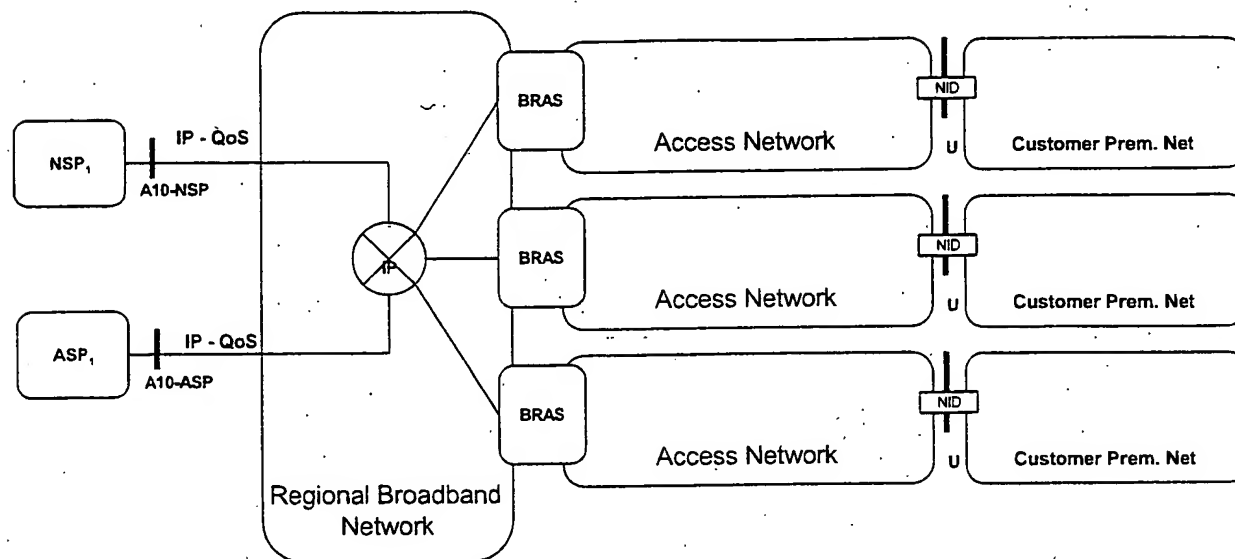 NSP₁
IP - QoS
A10-NSP
ASP₁
IP - QoS
A10-ASP
IP
Regional Broadband
Network
BRAS
Access Network
NID
U
Customer Prem. Net
BRAS
Access Network
NID
U
Customer Prem. Net
BRAS
Access Network
NID
U
Customer Prem. Net